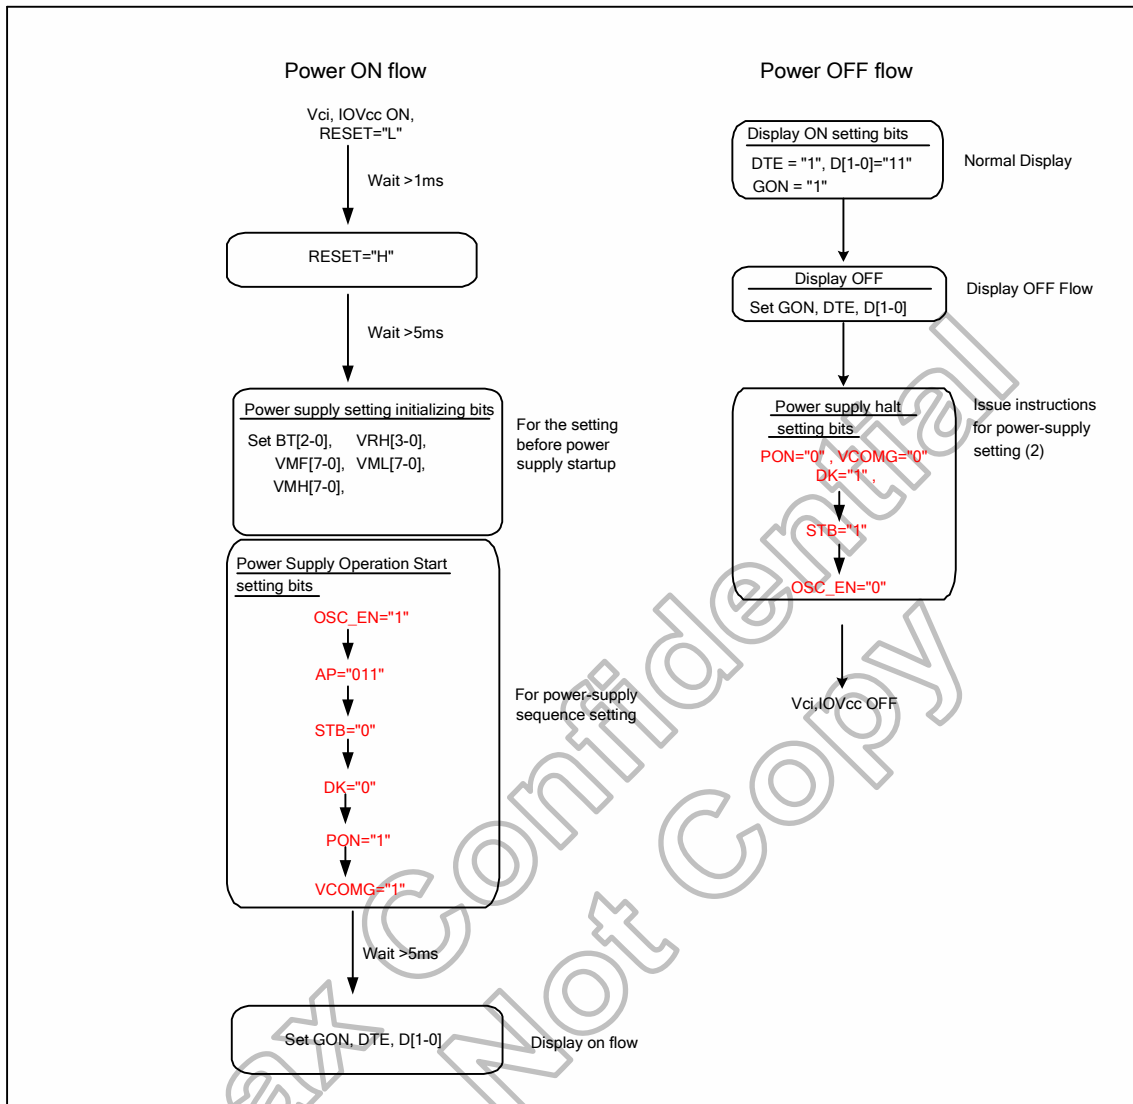 Power ON flow
Vci, IOVcc ON,
RESET="L"
Wait >1ms
RESET="H"
Wait >5ms
Power supply setting initializing bits
Set BT[2-0], VRH[3-0],
VMF[7-0], VML[7-0],
VMH[7-0],
For the setting
before power
supply startup
Power Supply Operation Start
setting bits
OSC_EN="1"
AP="011"
STB="0"
DK="0"
PON="1"
VCOMG="1"
For power-supply
sequence setting
Wait >5ms
Set GON, DTE, D[1-0]
Display on flow
Power OFF flow
Display ON setting bits
DTE = "1", D[1-0]="11"
GON = "1"
Normal Display
Display OFF
Set GON, DTE, D[1-0]
Display OFF Flow
Power supply halt
setting bits
PON="0" , VCOMG="0"
DK="1" ,
STB="1"
OSC_EN="0"
Issue instructions
for power-supply
setting (2)
Vci,IOVcc OFF
ax Confidential
Not Copy